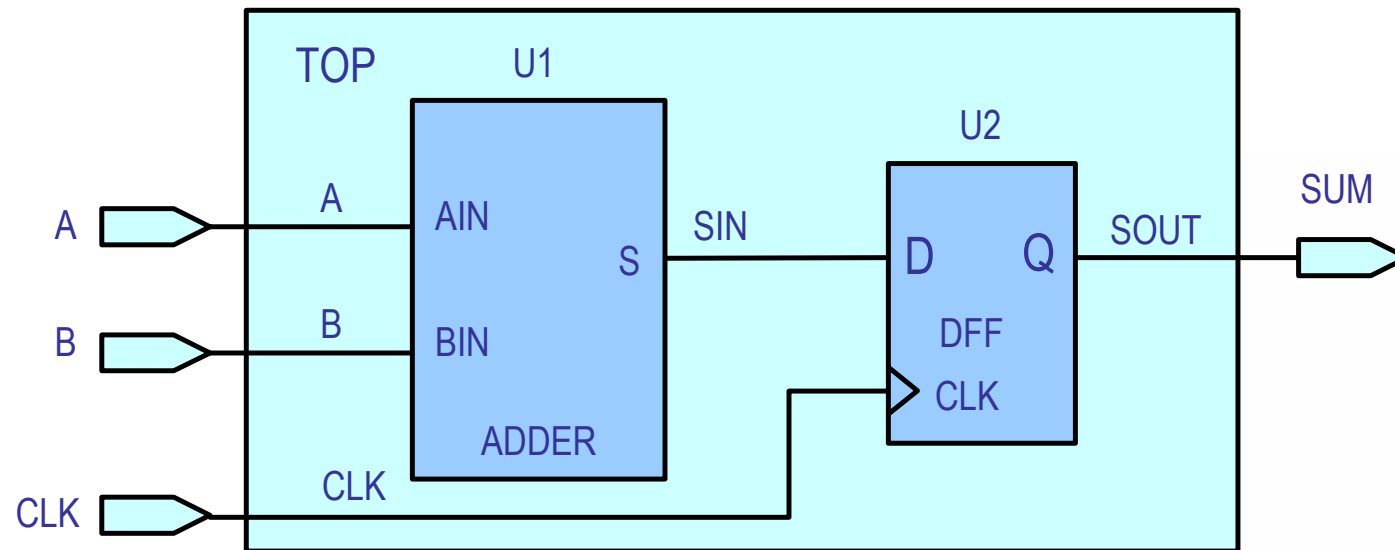 TOP
U1
U2
A
A
AIN
SIN
S
D
Q
SOUT
SUM
B
B
BIN
DFF
CLK
ADDER
CLK
CLK